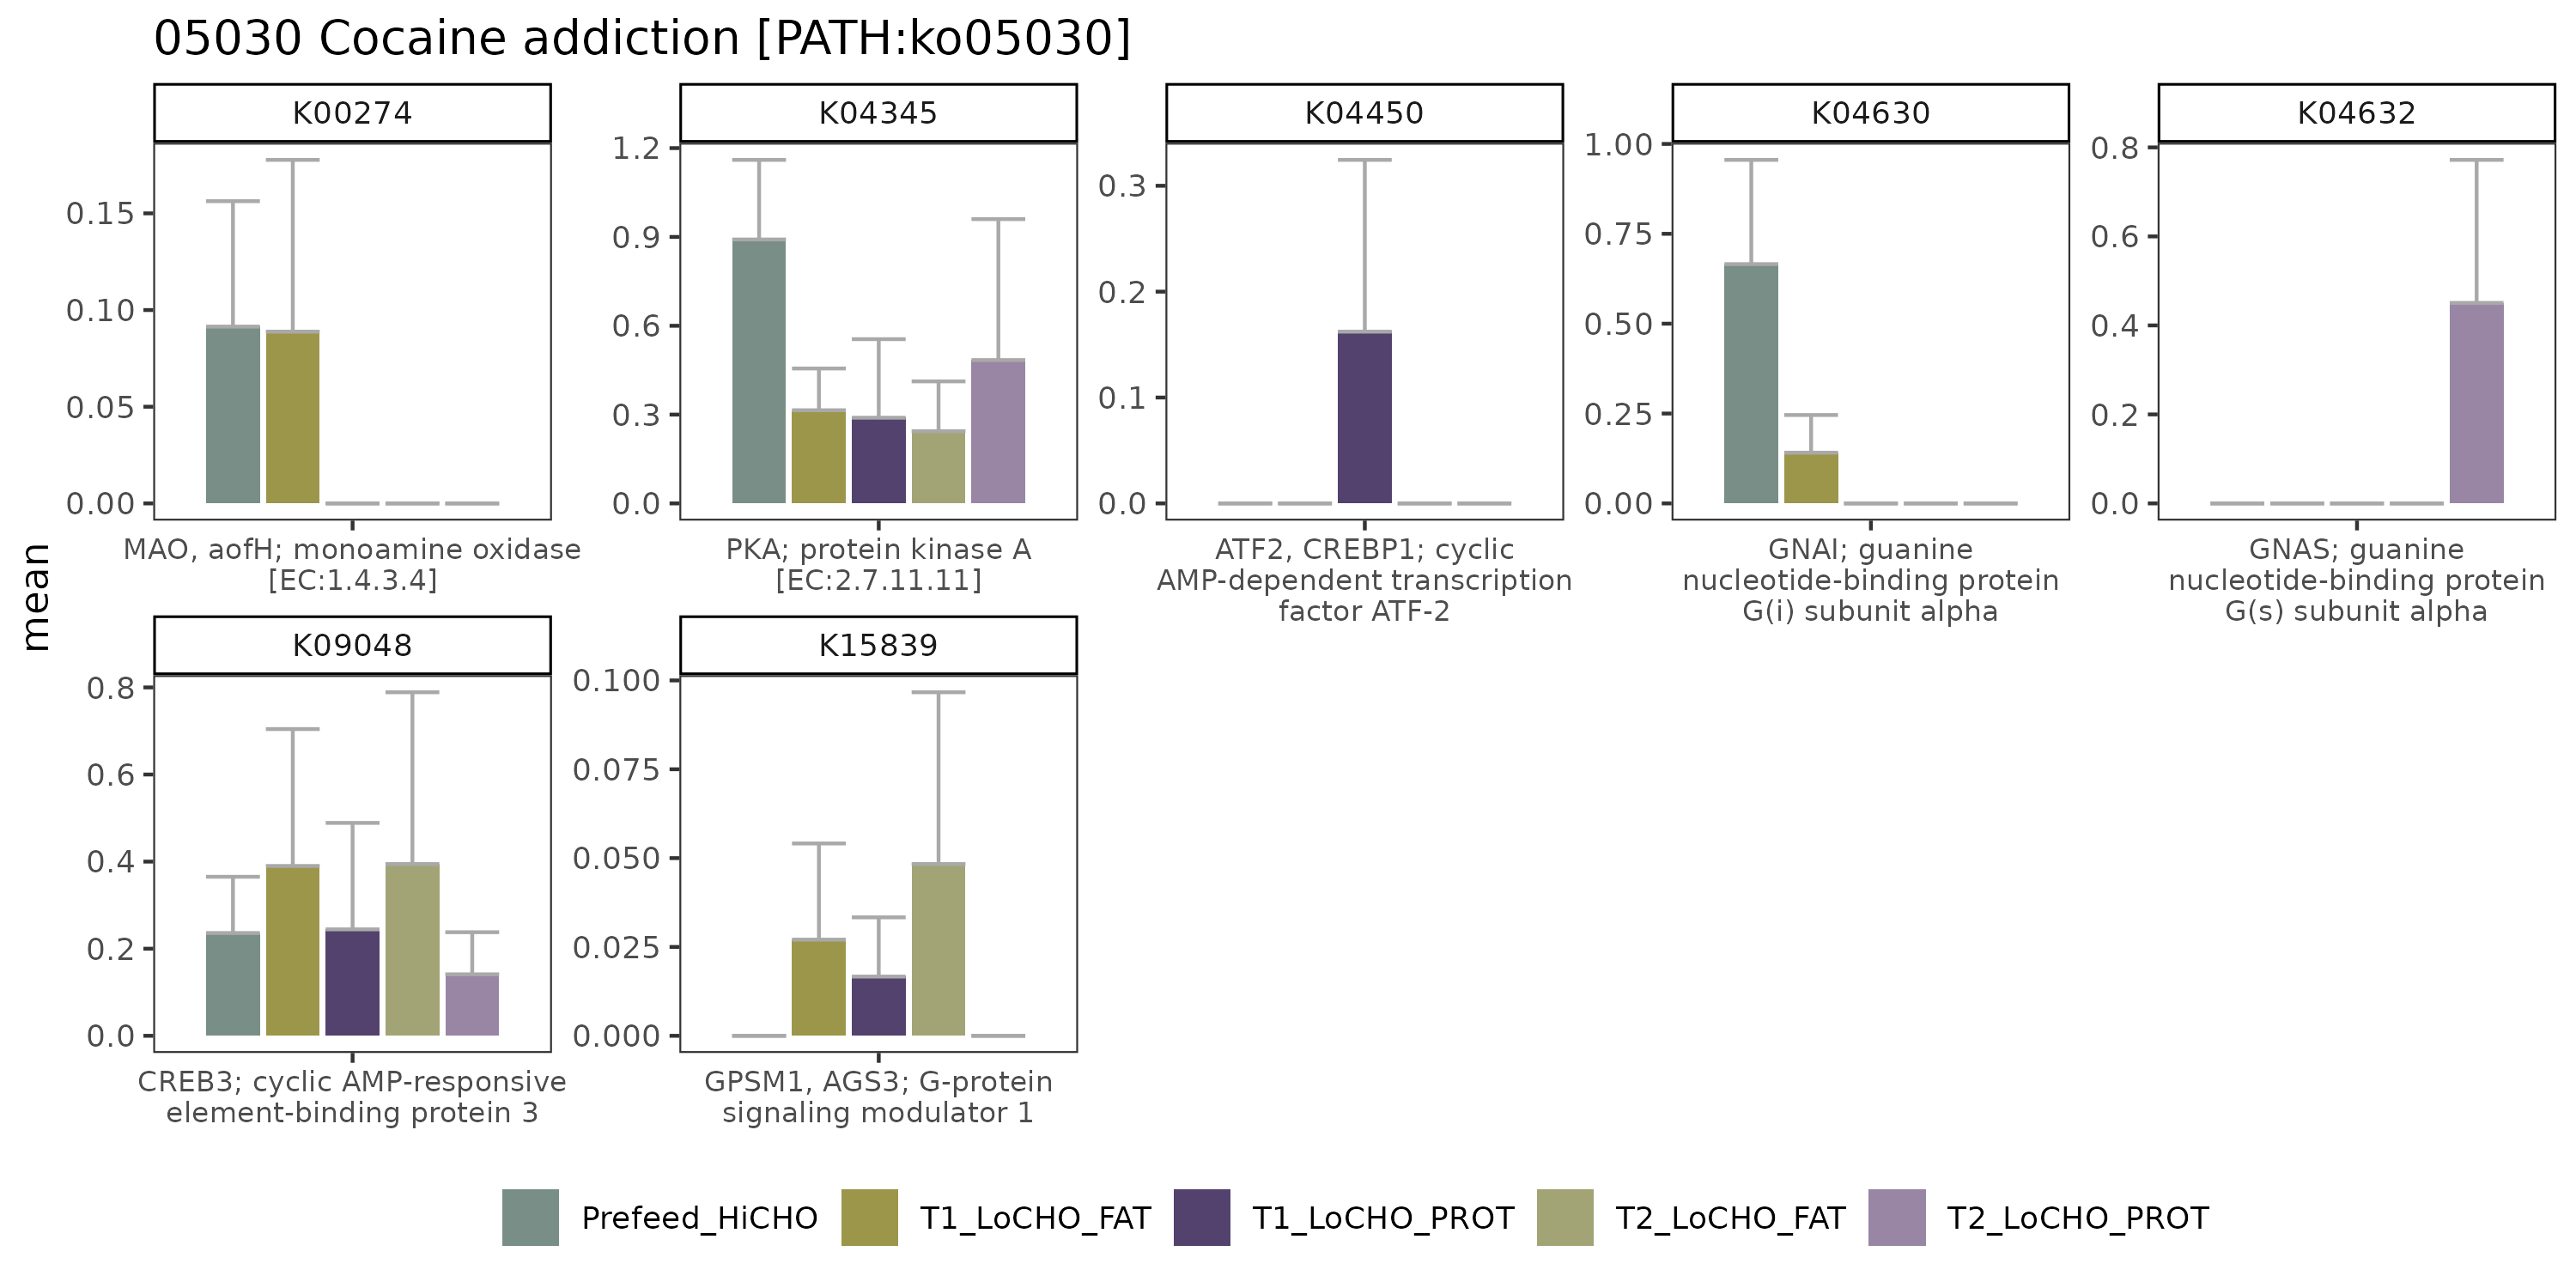 05030 Cocaine addiction [PATH:ko05030]
mean
K00274
0.15
0.10
0.05
0.00
MAO, aofH; monoamine oxidase
[EC:1.4.3.4]
K04345
1.2
0.9
0.6
0.3
0.0
PKA; protein kinase A
[EC:2.7.11.11]
K04450
0.3
0.2
0.1
0.0
ATF2, CREBP1; cyclic
AMP-dependent transcription
factor ATF-2
K04630
1.00
0.75
0.50
0.25
0.00
GNAI; guanine
nucleotide-binding protein
G(i) subunit alpha
K04632
0.8
0.6
0.4
0.2
0.0
GNAS; guanine
nucleotide-binding protein
G(s) subunit alpha
K09048
0.8
0.6
0.4
0.2
0.0
CREB3; cyclic AMP-responsive
element-binding protein 3
K15839
0.100
0.075
0.050
0.025
0.000
GPSM1, AGS3; G-protein
signaling modulator 1
Prefeed_HiCHO T1_LoCHO_FAT T1_LoCHO_PROT T2_LoCHO_FAT T2_LoCHO_PROT